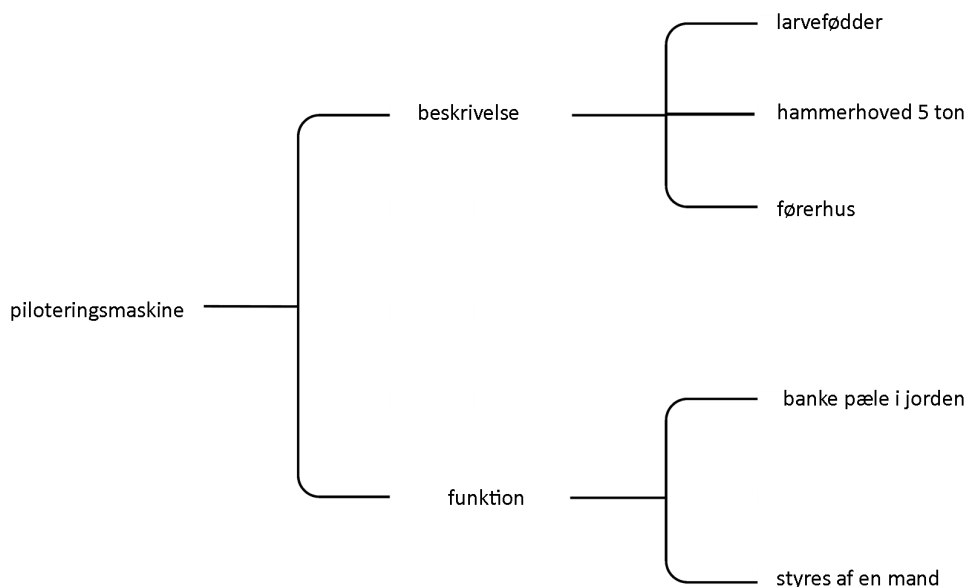 larvefødder
beskrivelse
hammerhoved 5 ton
førerhus
piloteringsmaskine
banke pæle i jorden
funktion
styres af en mand